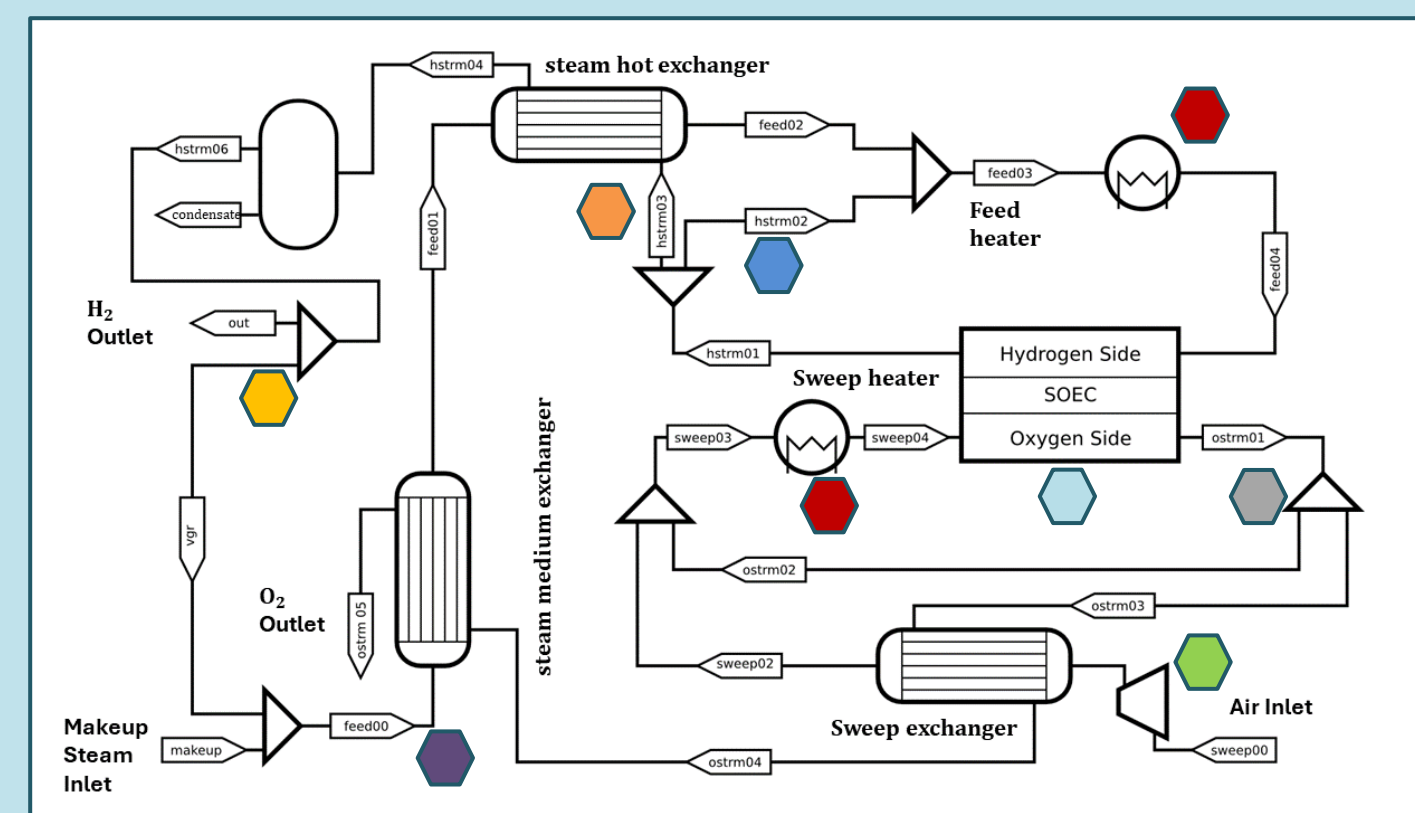 hstrm04
steam hot exchanger
feed02
hstrm06
feed03
condensate
hstrm03
hstrm02
feed01
Feed
heater
feed04
H₂
Outlet
out
hstrm01
Hydrogen Side
Sweep heater
SOEC
sweep03
sweep04
Oxygen Side
ostrm01
steam medium exchanger
vgr
ostrm02
O₂
Outlet
ostrm 05
ostrm03
sweep02
Air Inlet
Makeup
Steam
Inlet
feed00
Sweep exchanger
makeup
ostrm04
sweep00